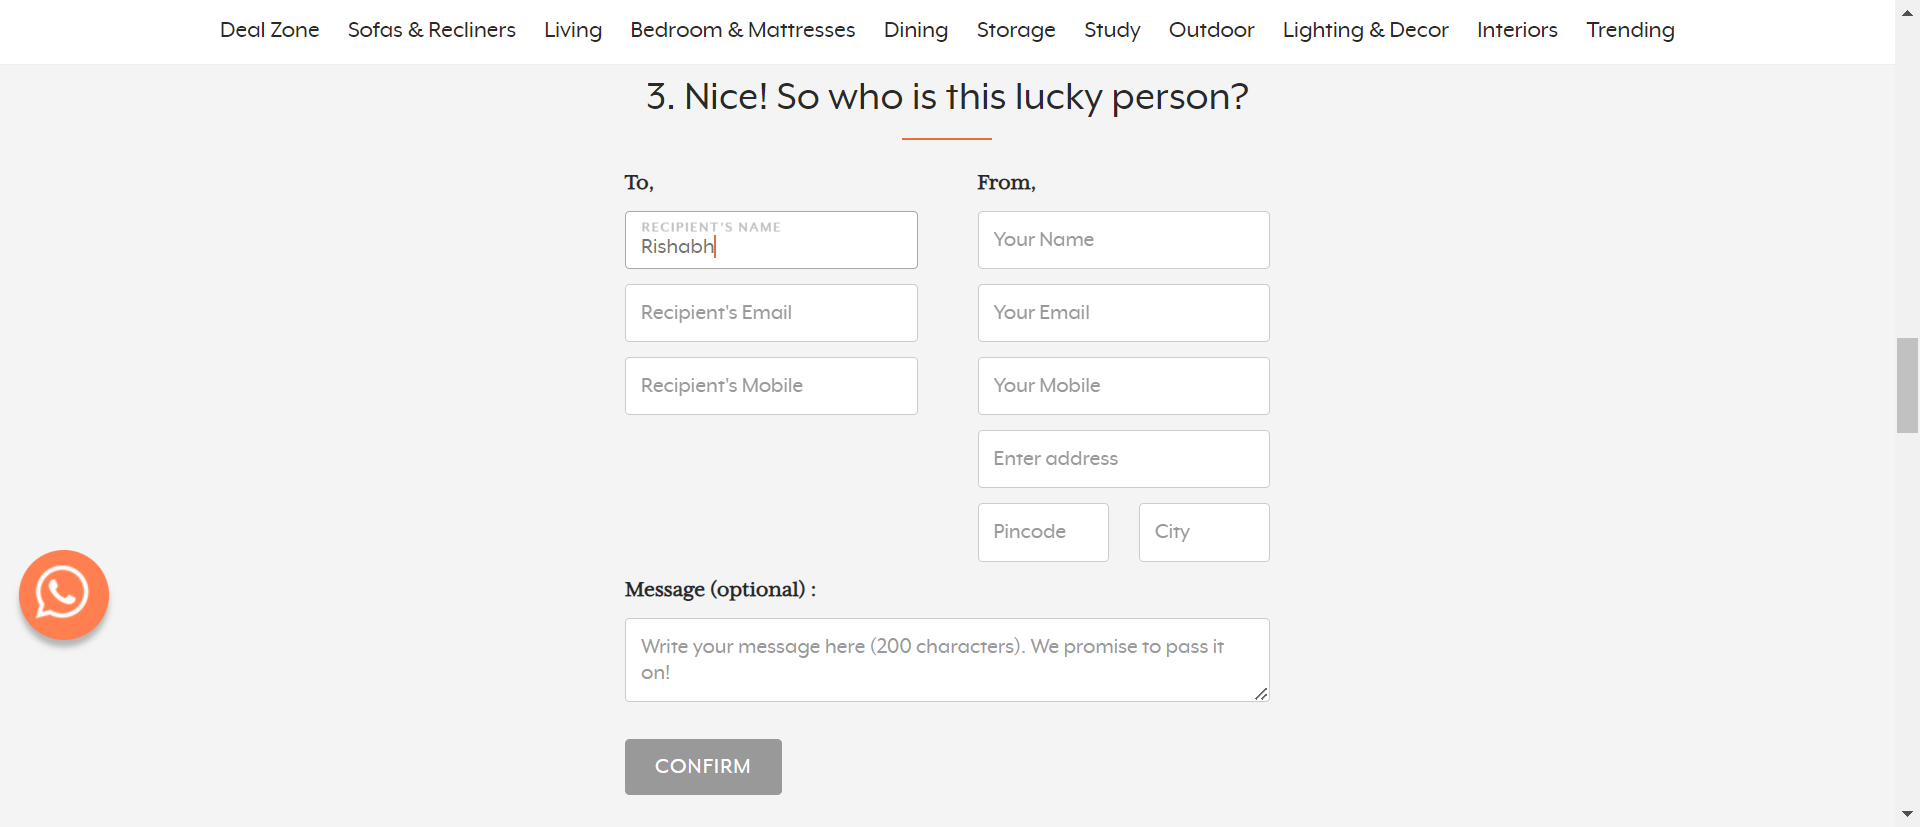 Deal Zone Sofas & Recliners Living Bedroom & Mattresses Dining Storage Study Outdoor Lighting & Decor Interiors Trending
3. Nice! So who is this lucky person?
To,
RECIPIENT'S NAME
Rishabh
Recipient's Email
Recipient's Mobile
From,
Your Name
Your Email
Your Mobile
Enter address
Pincode City
Message (optional) :
Write your message here (200 characters). We promise to pass it
on!
CONFIRM